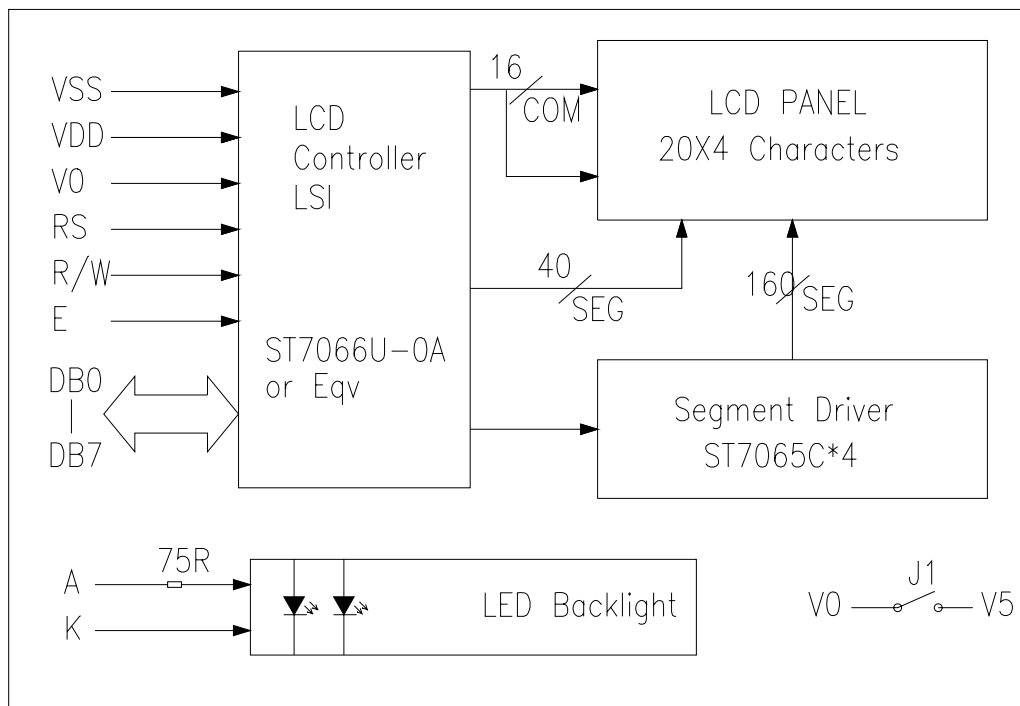 VSS
VDD
V0
RS
R/W
E
DB0
DB7
LCD
Controller
LSI
ST7066U-0A
or Eqv
16
COM
40
SEG
160
SEG
LCD PANEL
20X4 Characters
Segment Driver
ST7065C*4
A
75R
K
LED Backlight
J1
V0
V5